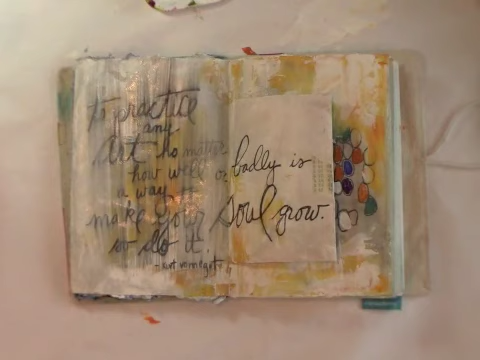 to practice
any
art no matter
how well or badly is
a way to
make your soul grow.
so do it.
- kurt vonnegut